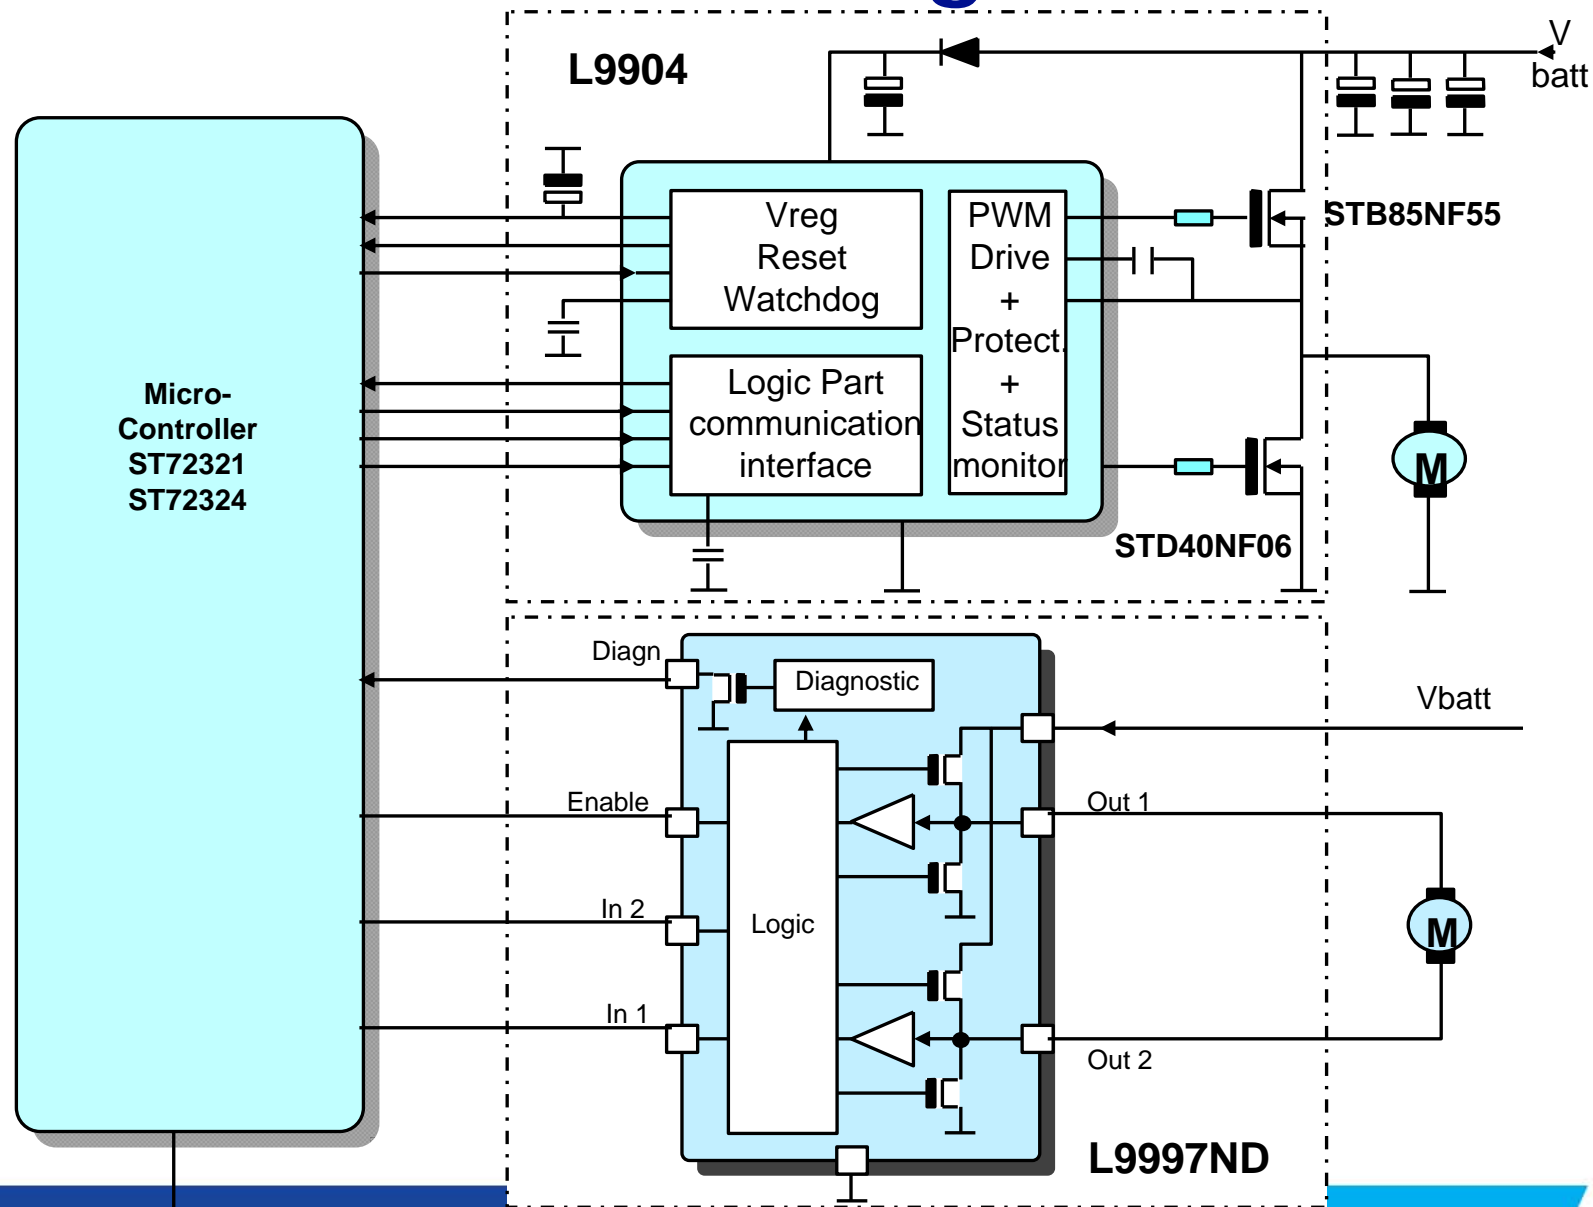 L9904
V
batt
Vreg
Reset
Watchdog
PWM
Drive
+
Protect.
+
Status
monitor
STB85NF55
Logic Part
communication
interface
Micro-
Controller
ST72321
ST72324
M
STD40NF06
Diagn
Diagnostic
Vbatt
Enable
Out 1
In 2
Logic
M
In 1
Out 2
L9997ND